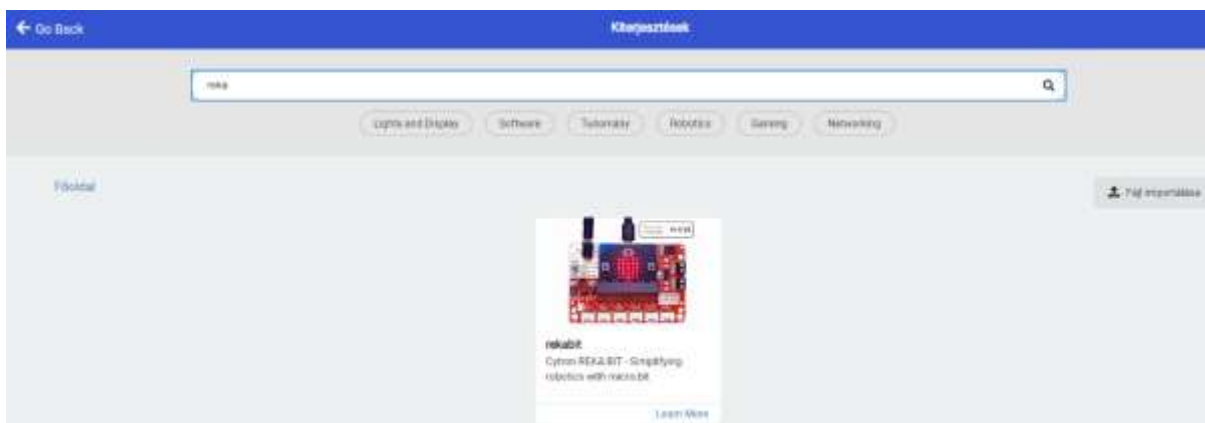 Go Back
Kiterjesztések
reka
Lights and Display
Software
Tutorialsy
Robotics
Gaming
Networking
Főoldal
Fájl importálása
rekabit
Cytron REKA:BIT - Simplifying
robotics with micro:bit
Learn More